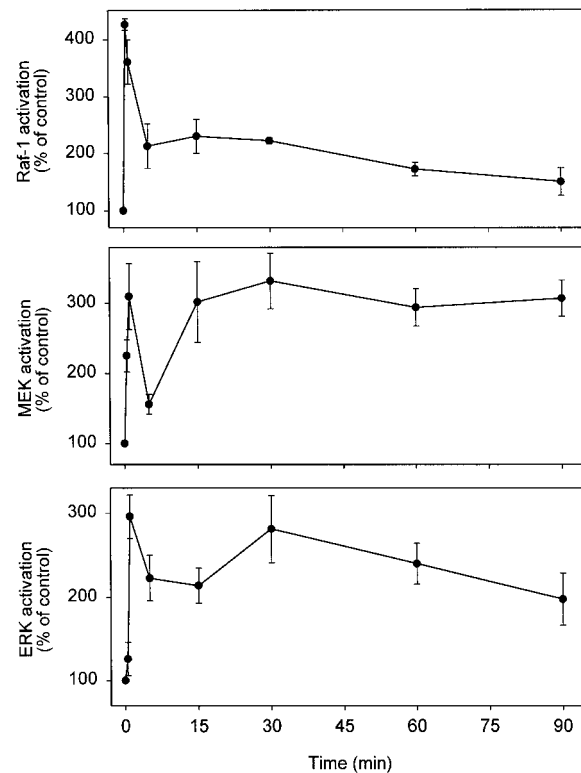 Raf-1 activation
(% of control)
400
300
200
100
MEK activation
(% of control)
300
200
100
ERK activation
(% of control)
300
200
100
0 15 30 45 60 75 90
Time (min)